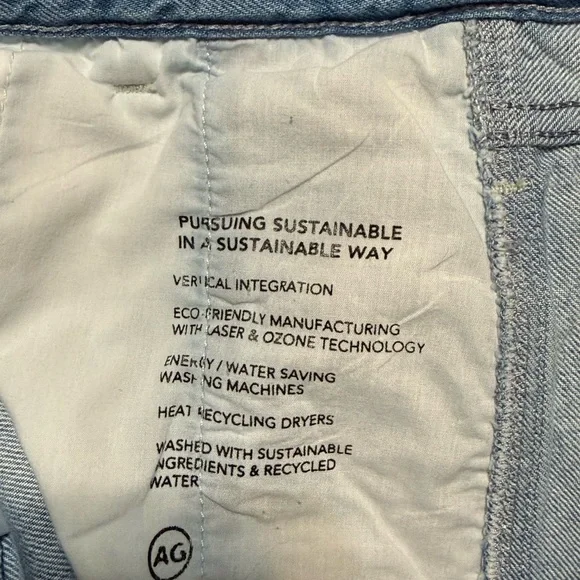 PURSUING SUSTAINABLE
IN A SUSTAINABLE WAY
VERTICAL INTEGRATION
ECO-FRIENDLY MANUFACTURING
WITH LASER & OZONE TECHNOLOGY
ENERGY / WATER SAVING
WASHING MACHINES
HEAT RECYCLING DRYERS
WASHED WITH SUSTAINABLE
INGREDIENTS & RECYCLED
WATER
AG